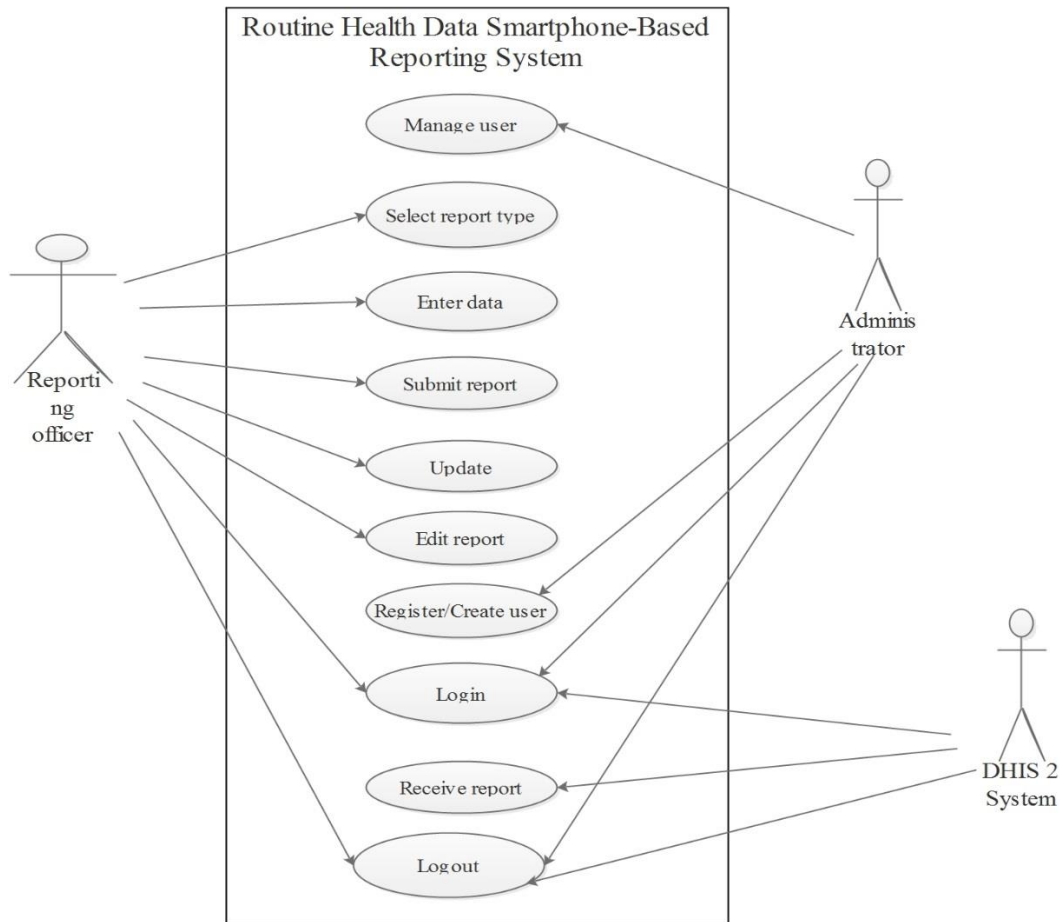 Routine Health Data Smartphone-Based
Reporting System
Manage user
Select report type
Enter data
Submit report
Update
Edit report
Register/Create user
Login
Receive report
Logout
Reporti
ng
officer
Adminis
trator
DHIS 2
System